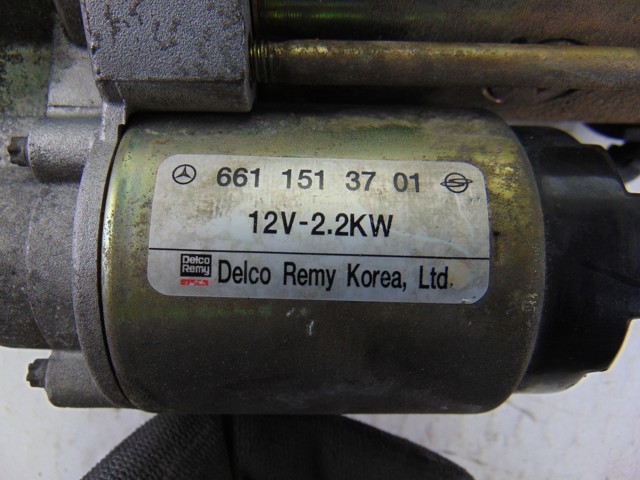 661 151 37 01
12V-2.2KW
Delco
Remy
Delco Remy Korea, Ltd.